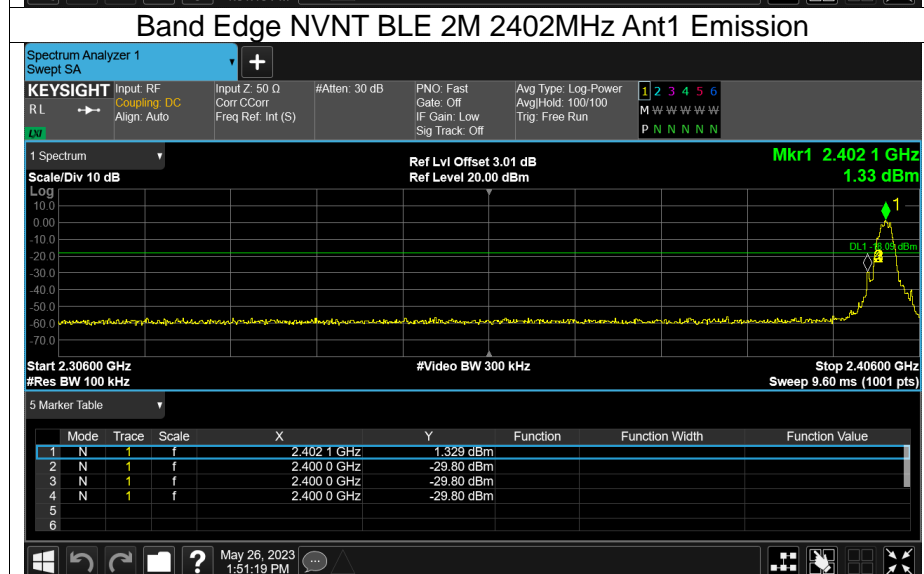 Band Edge NVNT BLE 2M 2402MHz Ant1 Emission
Spectrum Analyzer 1
Swept SA
+
KEYSIGHT
RL
LXI
Input: RF
Coupling: DC
Align: Auto
Input Z: 50 Ω
Corr CCorr
Freq Ref: Int (S)
#Atten: 30 dB
PNO: Fast
Gate: Off
IF Gain: Low
Sig Track: Off
Avg Type: Log-Power
Avg|Hold: 100/100
Trig: Free Run
1 2 3 4 5 6
M W W W W W
P N N N N N
1 Spectrum
Scale/Div 10 dB
Ref Lvl Offset 3.01 dB
Ref Level 20.00 dBm
Mkr1 2.402 1 GHz
1.33 dBm
Log
10.0
0.00
-10.0
-20.0
-30.0
-40.0
-50.0
-60.0
-70.0
1
DL1 -18.09 dBm
Start 2.30600 GHz
#Res BW 100 kHz
#Video BW 300 kHz
Stop 2.40600 GHz
Sweep 9.60 ms (1001 pts)
5 Marker Table
Mode Trace Scale X Y Function Function Width Function Value
1 N 1 f 2.402 1 GHz 1.329 dBm
2 N 1 f 2.400 0 GHz -29.80 dBm
3 N 1 f 2.400 0 GHz -29.80 dBm
4 N 1 f 2.400 0 GHz -29.80 dBm
5
6
?
May 26, 2023
1:51:19 PM